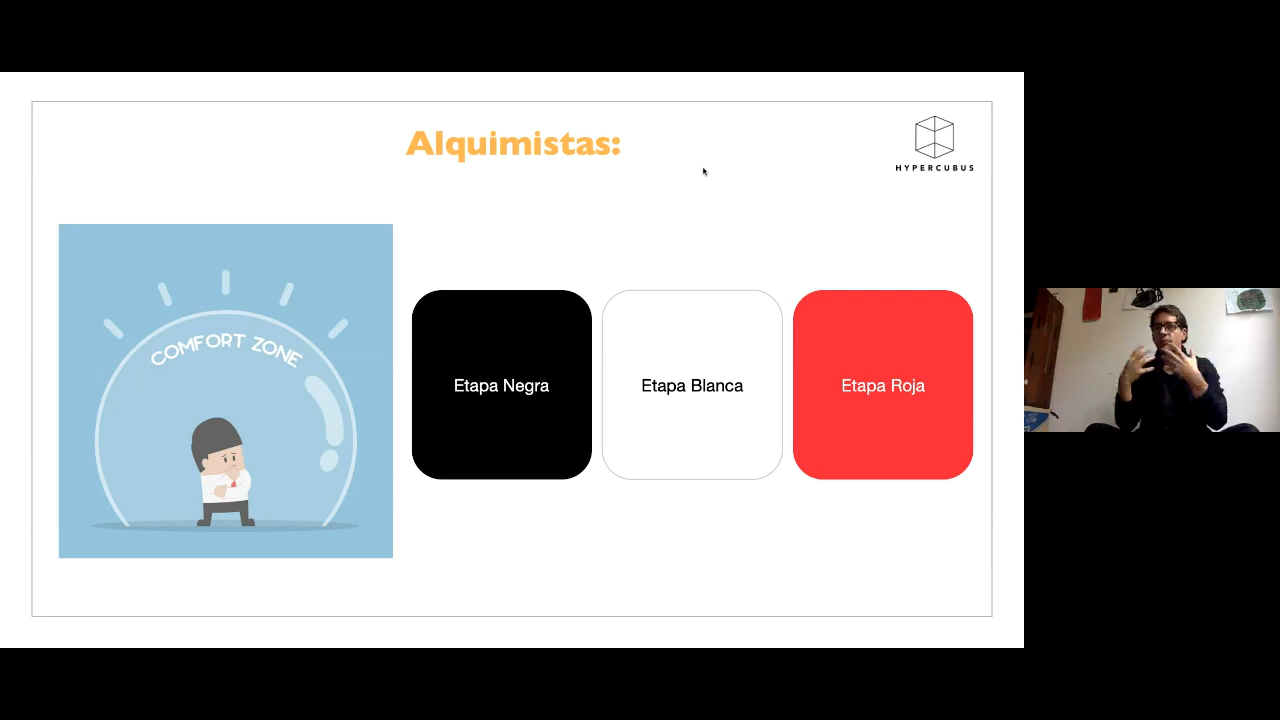 Alquimistas:
HYPERCUBUS
COMFORT ZONE
Etapa Negra
Etapa Blanca
Etapa Roja